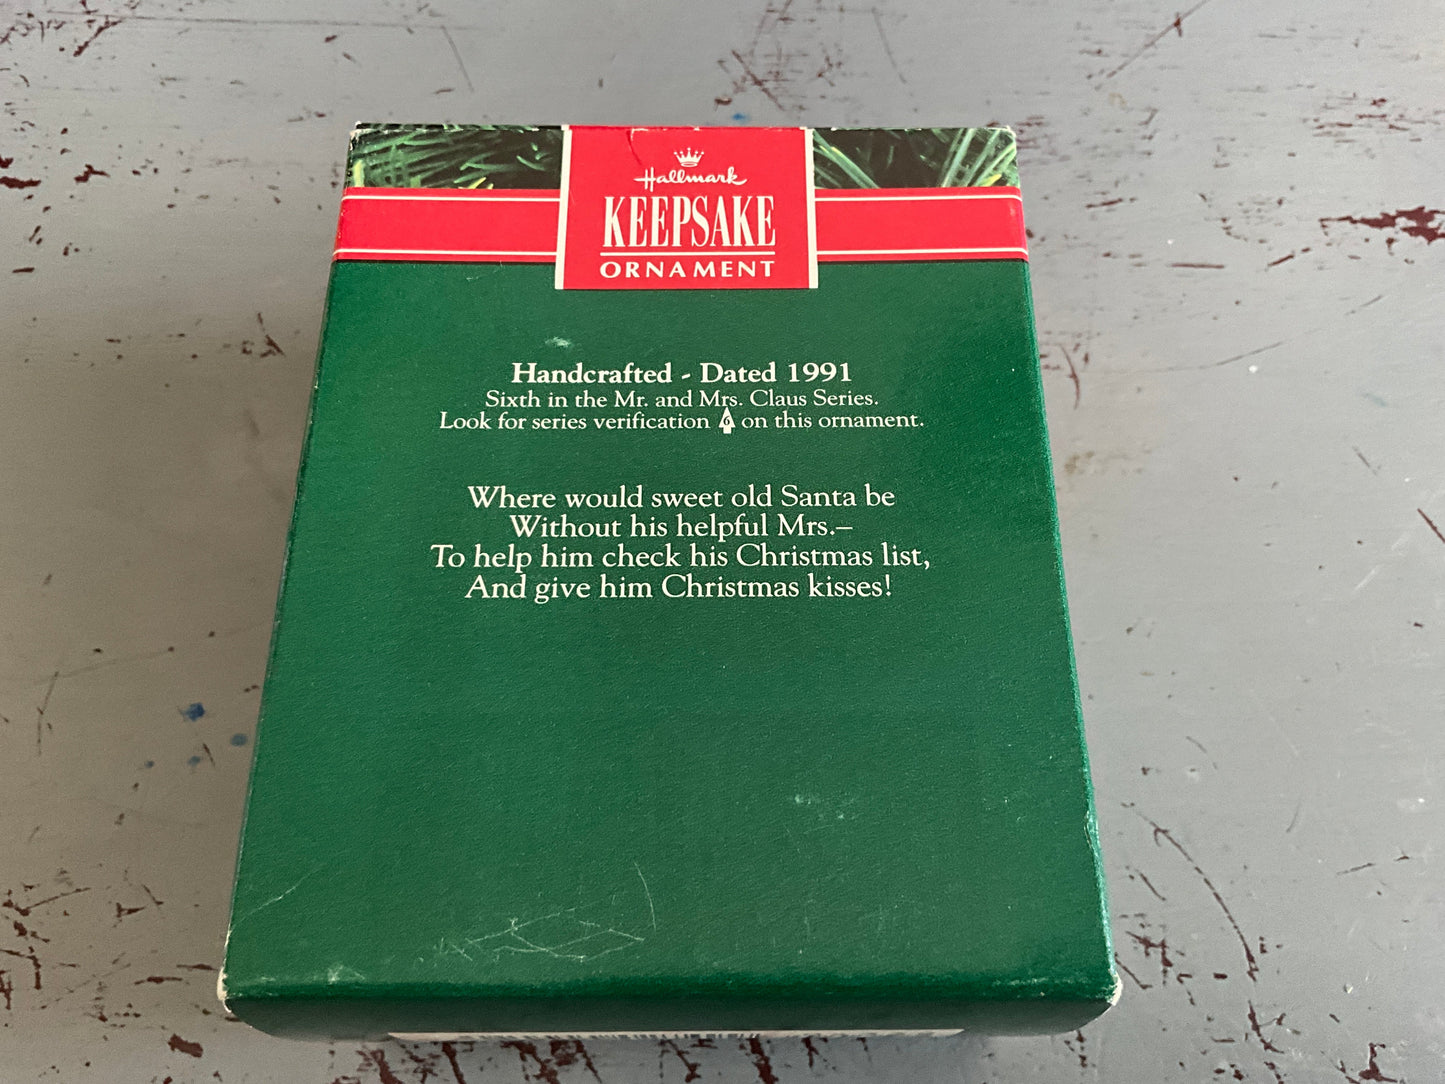 Hallmark
KEEPSAKE
ORNAMENT
Handcrafted - Dated 1991
Sixth in the Mr. and Mrs. Claus Series.
Look for series verification 6 on this ornament.
Where would sweet old Santa be
Without his helpful Mrs.–
To help him check his Christmas list,
And give him Christmas kisses!